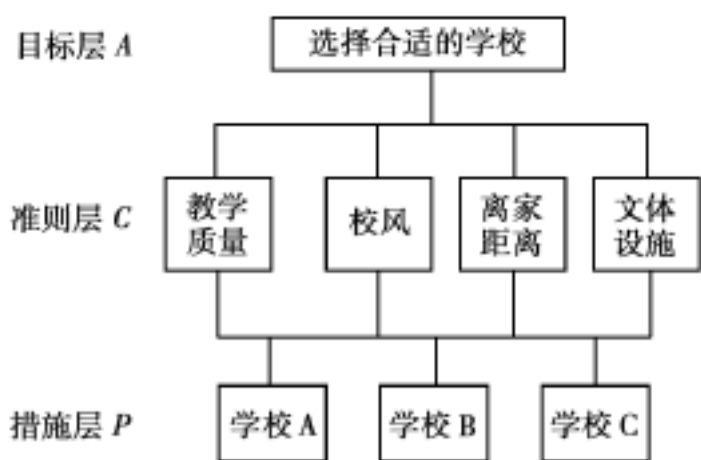 目标层 A
选择合适的学校
准则层 C
教学
质量
校风
离家
距离
文体
设施
措施层 P
学校 A
学校 B
学校 C